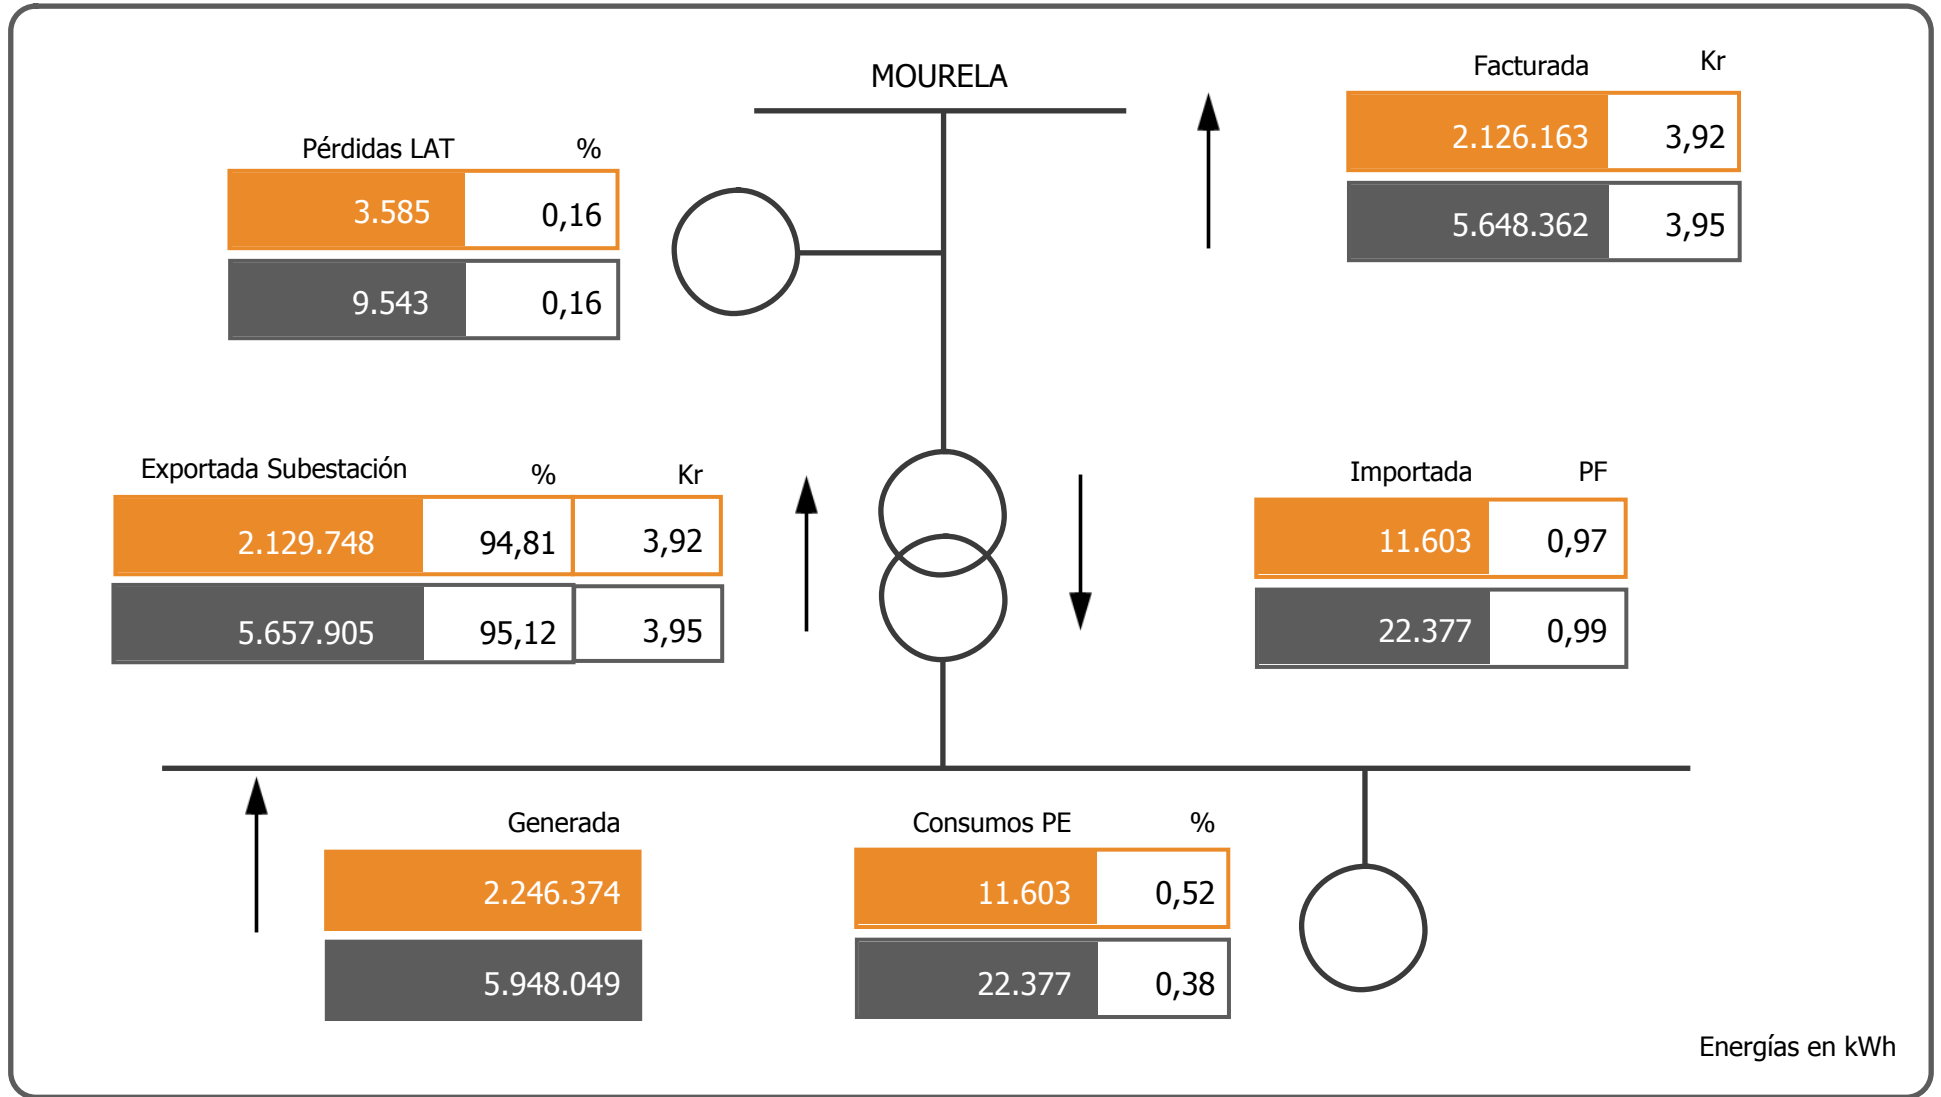 MOURELA
Facturada Kr
2.126.163 3,92
5.648.362 3,95
Pérdidas LAT %
3.585 0,16
9.543 0,16
Exportada Subestación % Kr
2.129.748 94,81 3,92
5.657.905 95,12 3,95
Importada PF
11.603 0,97
22.377 0,99
Generada
2.246.374
5.948.049
Consumos PE %
11.603 0,52
22.377 0,38
Energías en kWh